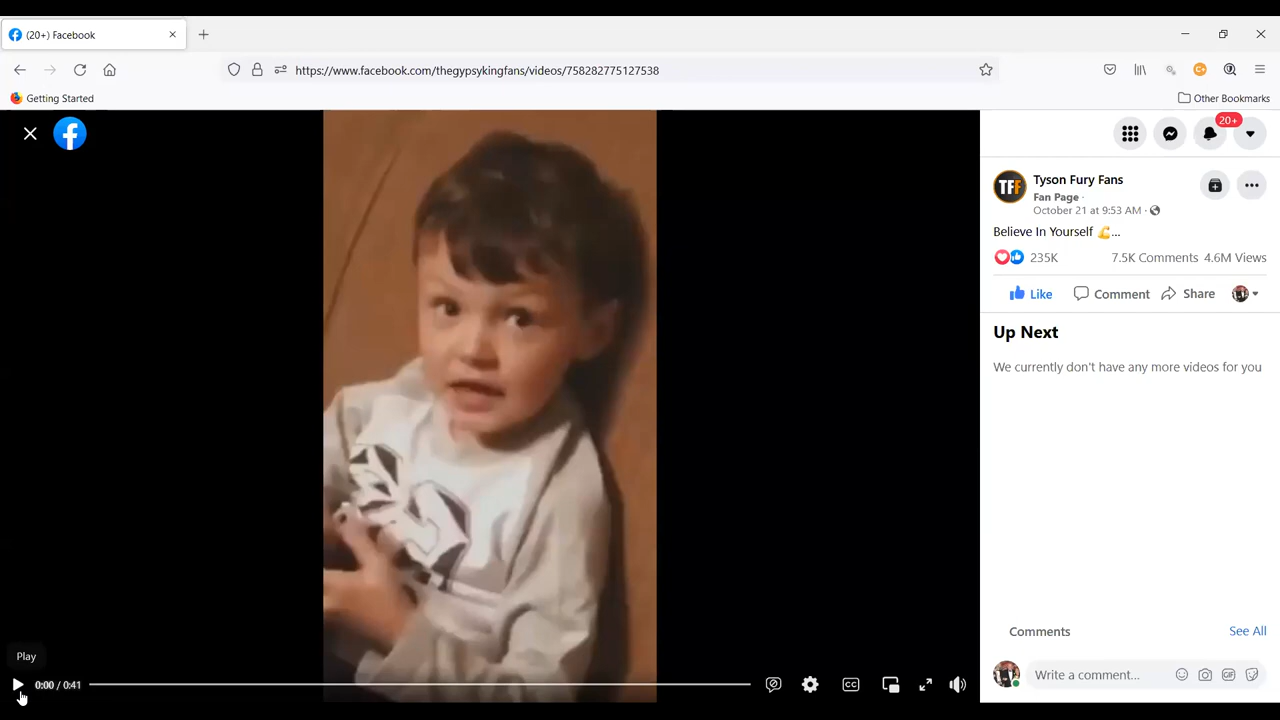 (20+) Facebook
https://www.facebook.com/thegypsykingfans/videos/758282775127538
Getting Started
Other Bookmarks
20+
TFF
Tyson Fury Fans
Fan Page ·
October 21 at 9:53 AM ·
Believe In Yourself 💪...
235K 7.5K Comments 4.6M Views
Like Comment Share
Up Next
We currently don't have any more videos for you
Comments See All
Write a comment...
GIF
Play
0:00 / 0:41
CC